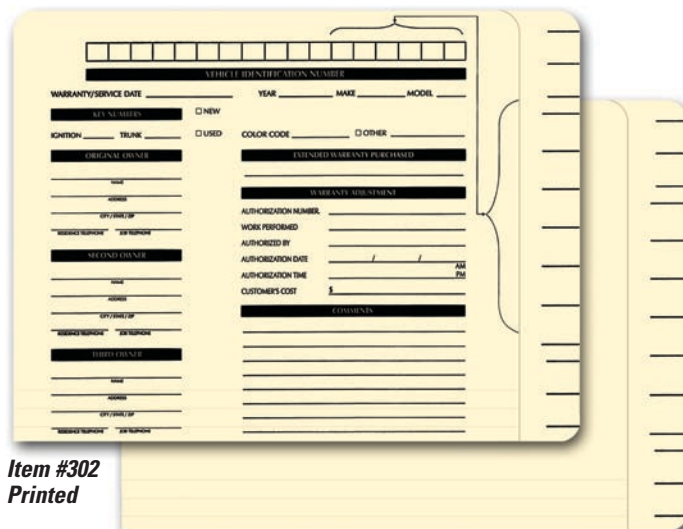 VEHICLE IDENTIFICATION NUMBER
WARRANTY/SERVICE DATE YEAR MAKE MODEL
KEY NUMBERS NEW
IGNITION TRUNK USED COLOR CODE OTHER
ORIGINAL OWNER EXTENDED WARRANTY PURCHASED
NAME
WARRANTY ADJUSTMENT
ADDRESS
AUTHORIZATION NUMBER.
CITY / STATE / ZIP
WORK PERFORMED
RESIDENCE TELEPHONE JOB TELEPHONE
AUTHORIZED BY
SECOND OWNER
AUTHORIZATION DATE / /
AUTHORIZATION TIME AM PM
NAME
CUSTOMER'S COST $
ADDRESS
COMMENTS
CITY / STATE / ZIP
RESIDENCE TELEPHONE JOB TELEPHONE
THIRD OWNER
NAME
ADDRESS
CITY / STATE / ZIP
RESIDENCE TELEPHONE JOB TELEPHONE
Item #302
Printed